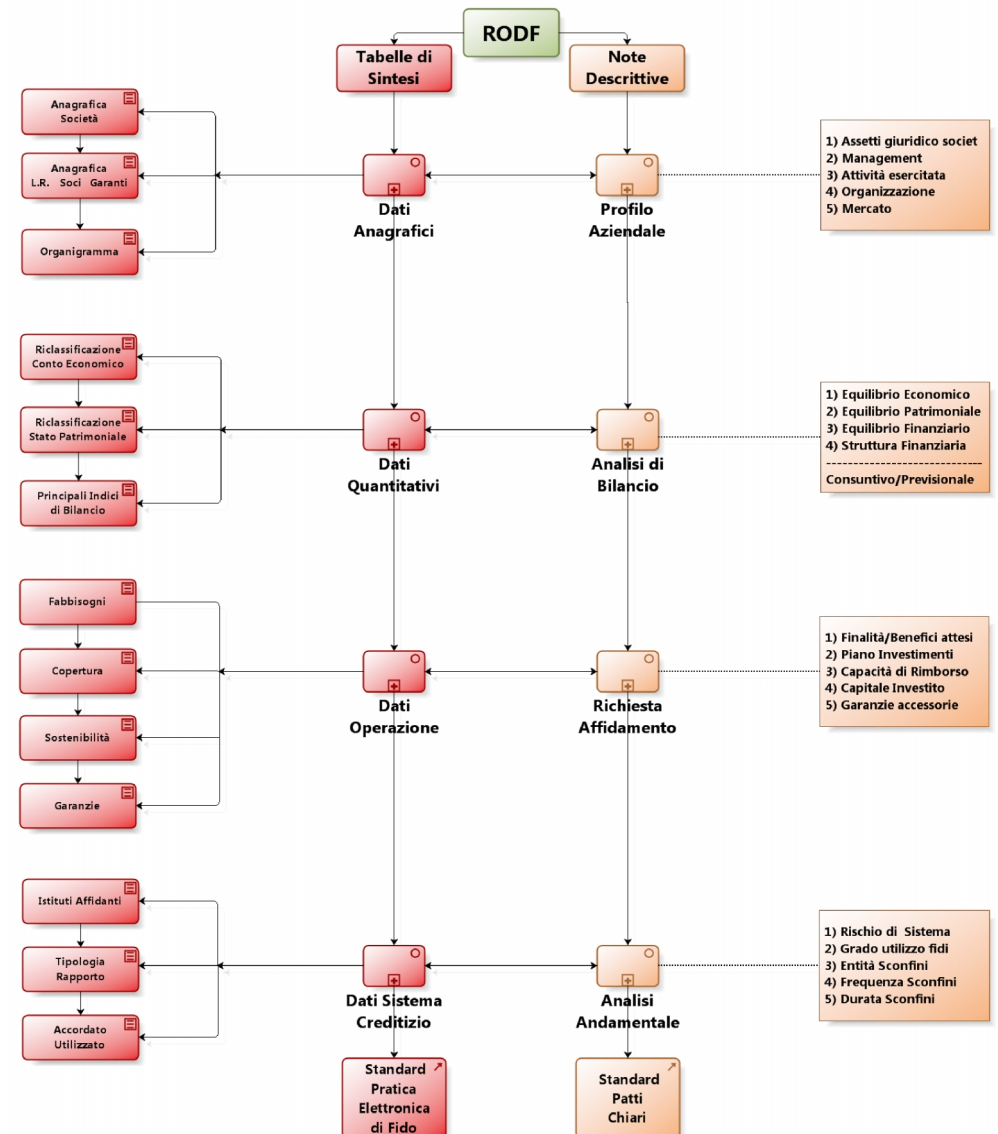 RODF
Tabelle di
Sintesi
Note
Descrittive
Anagrafica
Società
Anagrafica
L.R. Soci Garanti
Organigramma
Dati
Anagrafici
Profilo
Aziendale
1) Assetti giuridico societ
2) Management
3) Attività esercitata
4) Organizzazione
5) Mercato
Riclassificazione
Conto Economico
Riclassificazione
Stato Patrimoniale
Principali Indici
di Bilancio
Dati
Quantitativi
Analisi di
Bilancio
1) Equilibrio Economico
2) Equilibrio Patrimoniale
3) Equilibrio Finanziario
4) Struttura Finanziaria
------------------------------
Consuntivo/Previsionale
Fabbisogni
Copertura
Sostenibilità
Garanzie
Dati
Operazione
Richiesta
Affidamento
1) Finalità/Benefici attesi
2) Piano Investimenti
3) Capacità di Rimborso
4) Capitale Investito
5) Garanzie accessorie
Istituti Affidanti
Tipologia
Rapporto
Accordato
Utilizzato
Dati Sistema
Creditizio
Analisi
Andamentale
1) Rischio di Sistema
2) Grado utilizzo fidi
3) Entità Sconfini
4) Frequenza Sconfini
5) Durata Sconfini
Standard
Pratica
Elettronica
di Fido
Standard
Patti
Chiari